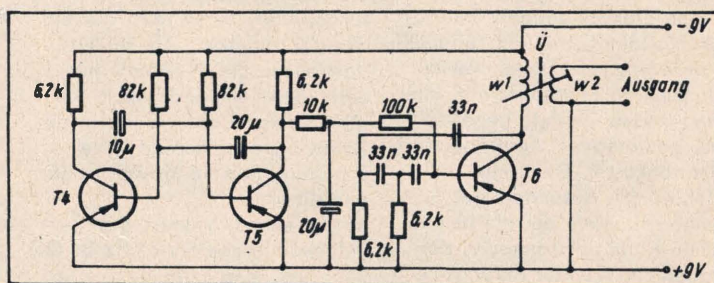 -9V
Ü
6,2k 82k 82k 6,2k w1 w2 Ausgang
10k 100k 33n
10µ 20µ
33n 33n T6
T4 T5 20µ 6,2k
6,2k
+9V